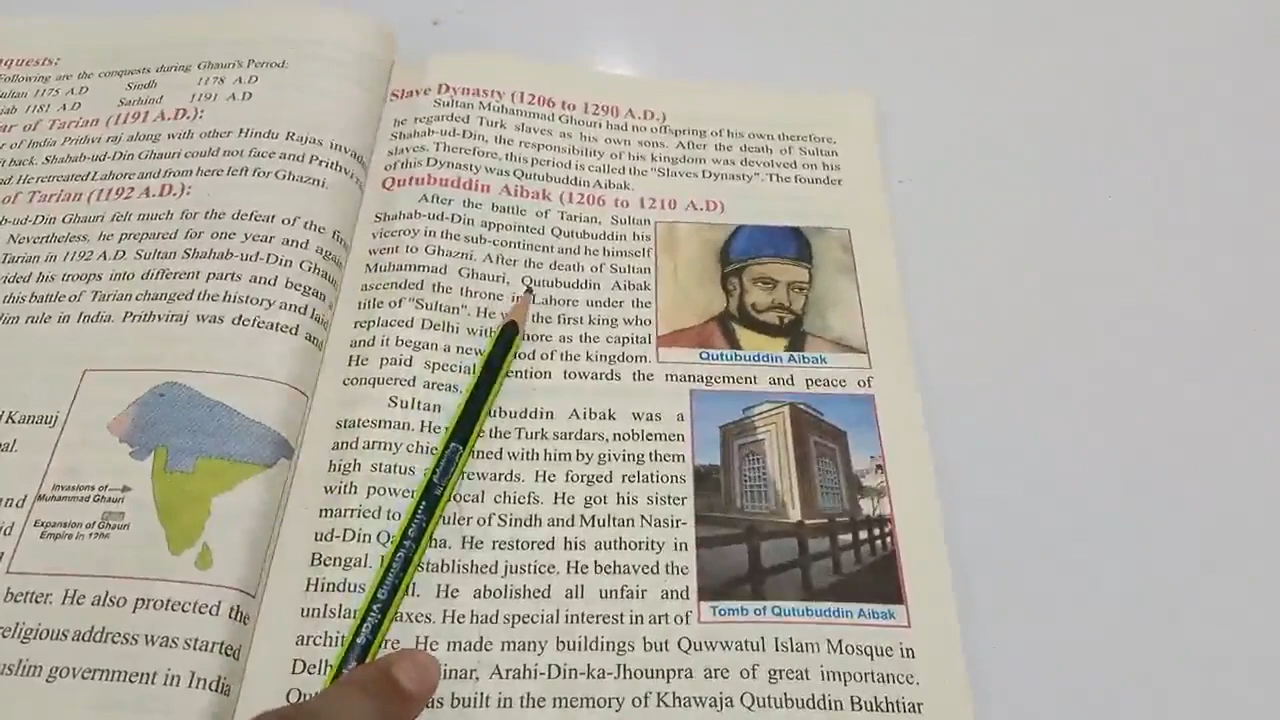 nquests:
Following are the conquests during Ghauri's Period:
ultan 1175 A.D Sindh 1178 A.D
jab 1181 A.D Sarhind 1191 A.D
ar of Tarian (1191 A.D.):
r of India Prithvi raj along with other Hindu Rajas invade
t back. Shahab-ud-Din Ghauri could not face and Prithvi r
d. He retreated Lahore and from here left for Ghazni.
of Tarian (1192 A.D.):
b-ud-Din Ghauri felt much for the defeat of the firs
Nevertheless, he prepared for one year and again
Tarian in 1192 A.D. Sultan Shahab-ud-Din Ghau
ided his troops into different parts and began a
this battle of Tarian changed the history and laid
lim rule in India. Prithviraj was defeated and
Kanauj
al.
nd
id
Invasions of
Muhammad Ghauri
Expansion of Ghauri
Empire in 1206
better. He also protected the
religious address was started
uslim government in India
Slave Dynasty (1206 to 1290 A.D.)
Sultan Muhammad Ghouri had no offspring of his own therefore,
he regarded Turk slaves as his own sons. After the death of Sultan
Shahab-ud-Din, the responsibility of his kingdom was devolved on his
slaves. Therefore, this period is called the "Slaves Dynasty". The founder
of this Dynasty was Qutubuddin Aibak.
Qutubuddin Aibak (1206 to 1210 A.D)
After the battle of Tarian, Sultan
Shahab-ud-Din appointed Qutubuddin his
viceroy in the sub-continent and he himself
went to Ghazni. After the death of Sultan
Muhammad Ghauri, Qutubuddin Aibak
ascended the throne in Lahore under the
title of "Sultan". He w the first king who
replaced Delhi with hore as the capital
and it began a new iod of the kingdom.
He paid special ention towards the management and peace of
conquered areas.
Qutubuddin Aibak
Sultan ubuddin Aibak was a
statesman. He e the Turk sardars, noblemen
and army chie ined with him by giving them
high status rewards. He forged relations
with power local chiefs. He got his sister
married to uler of Sindh and Multan Nasir-
ud-Din Qa ha. He restored his authority in
Bengal. stablished justice. He behaved the
Hindus l. He abolished all unfair and
unIslam axes. He had special interest in art of
archit re. He made many buildings but Quwwatul Islam Mosque in
Delh inar, Arahi-Din-ka-Jhounpra are of great importance.
Qut as built in the memory of Khawaja Qutubuddin Bukhtiar
Tomb of Qutubuddin Aibak